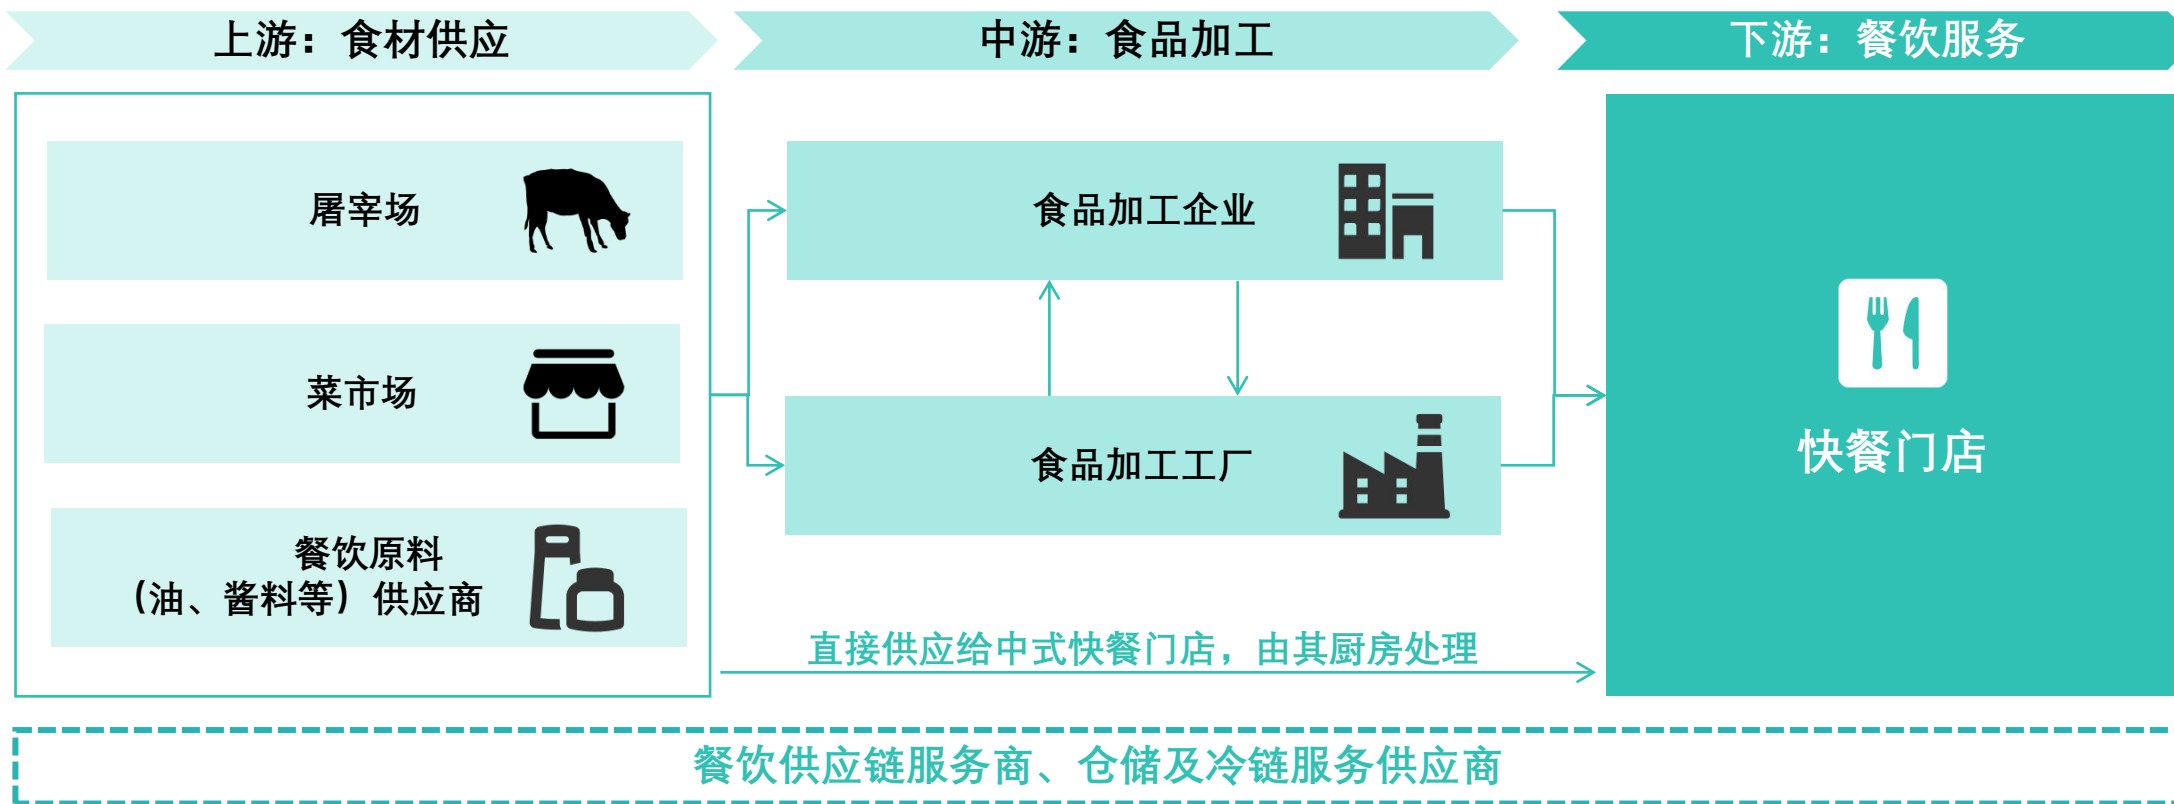 上游：食材供应
中游：食品加工
下游：餐饮服务
屠宰场
菜市场
餐饮原料
（油、酱料等）供应商
食品加工企业
食品加工工厂
直接供应给中式快餐门店，由其厨房处理
快餐门店
餐饮供应链服务商、仓储及冷链服务供应商